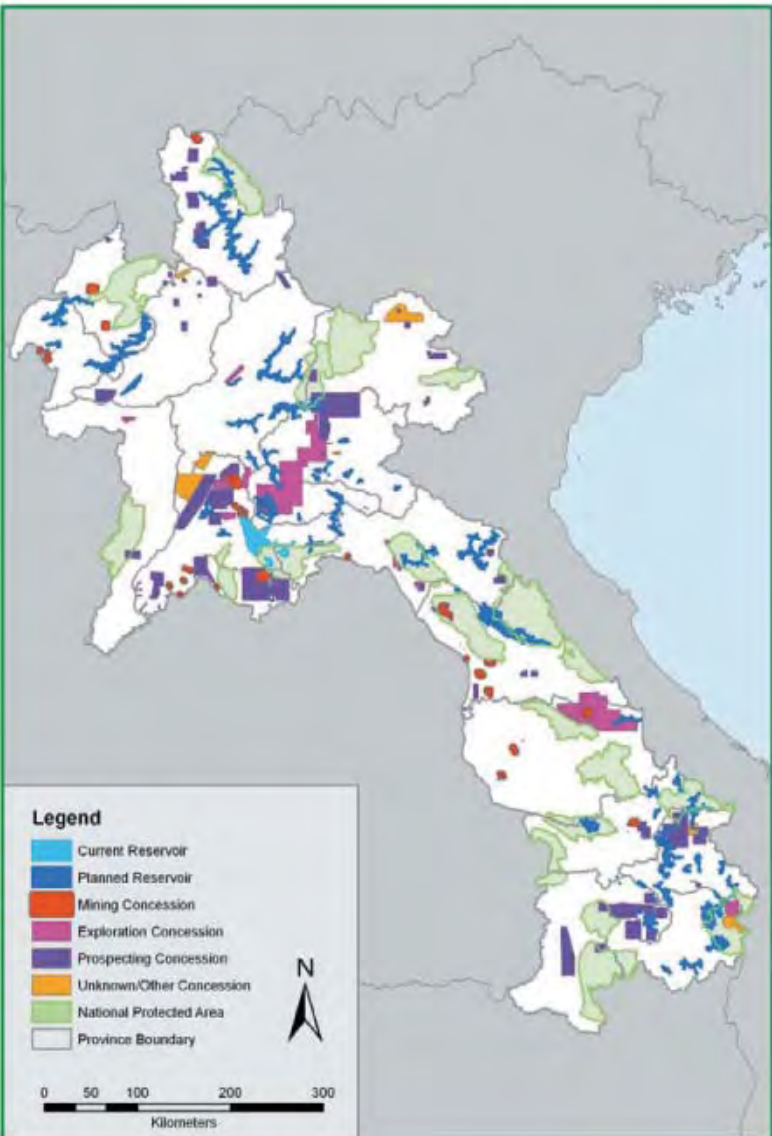 Legend
Current Reservoir
Planned Reservoir
Mining Concession
Exploration Concession
Prospecting Concession
Unknown/Other Concession
National Protected Area
Province Boundary
N
0 50 100 200 300
Kilometers